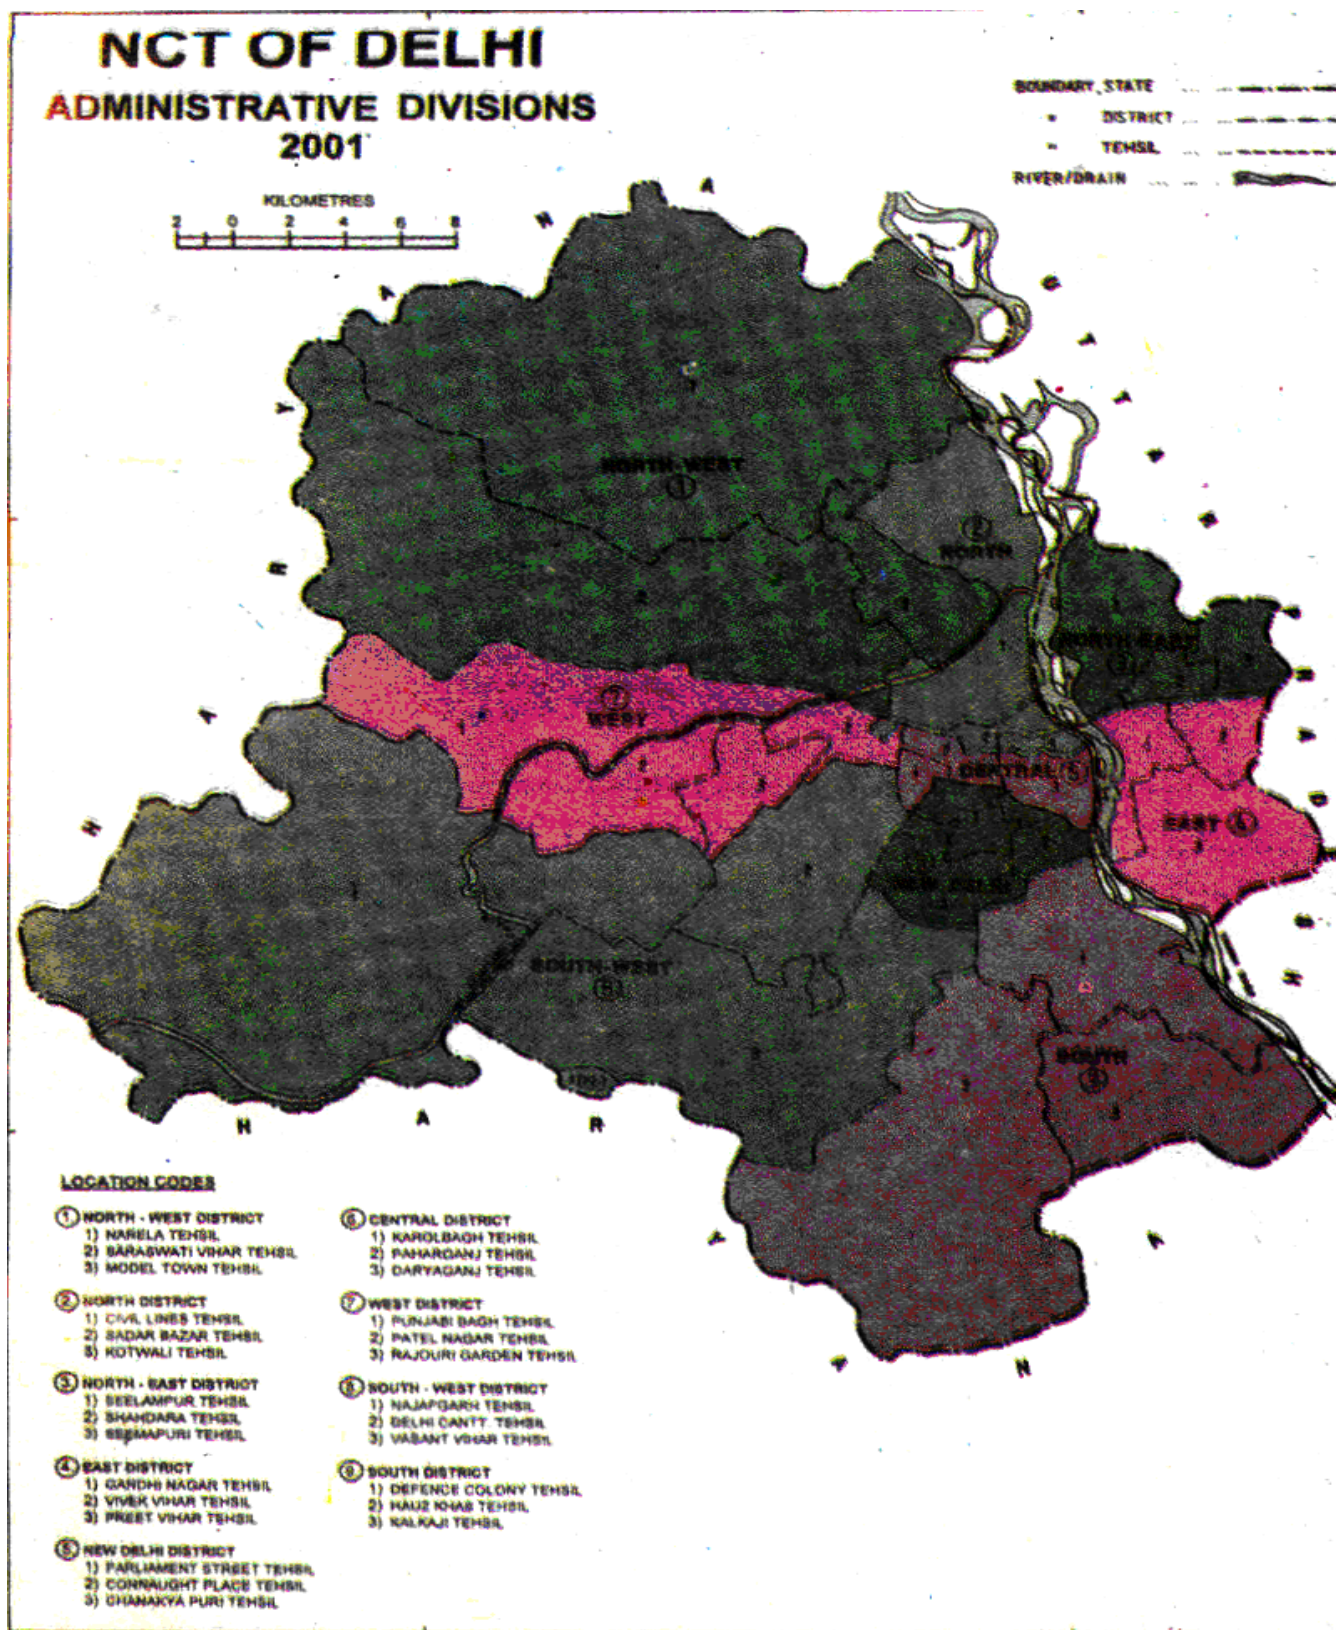 NCT OF DELHI
ADMINISTRATIVE DIVISIONS
2001
BOUNDARY, STATE
" DISTRICT
" TEHSIL
RIVER/DRAIN
KILOMETRES
2 0 2 4 6 8
H A R Y A N A
U T T A R P R A D E S H
NORTH-WEST
1
2
NORTH
NORTH-EAST
7
WEST
CENTRAL 5
EAST 4
NEW DELHI
SOUTH-WEST
8
SOUTH
9
H A R Y A N A
LOCATION CODES
1 NORTH - WEST DISTRICT
1) NARELA TEHSIL
2) SARASWATI VIHAR TEHSIL
3) MODEL TOWN TEHSIL
2 NORTH DISTRICT
1) CIVIL LINES TEHSIL
2) SADAR BAZAR TEHSIL
3) KOTWALI TEHSIL
3 NORTH - EAST DISTRICT
1) SEELAMPUR TEHSIL
2) SHAHDARA TEHSIL
3) SEEMAPURI TEHSIL
4 EAST DISTRICT
1) GANDHI NAGAR TEHSIL
2) VIVEK VIHAR TEHSIL
3) PREET VIHAR TEHSIL
5 NEW DELHI DISTRICT
1) PARLIAMENT STREET TEHSIL
2) CONNAUGHT PLACE TEHSIL
3) CHANAKYA PURI TEHSIL
6 CENTRAL DISTRICT
1) KAROLBAGH TEHSIL
2) PAHARGANJ TEHSIL
3) DARYAGANJ TEHSIL
7 WEST DISTRICT
1) PUNJABI BAGH TEHSIL
2) PATEL NAGAR TEHSIL
3) RAJOURI GARDEN TEHSIL
8 SOUTH - WEST DISTRICT
1) NAJAFGARH TEHSIL
2) DELHI CANTT. TEHSIL
3) VASANT VIHAR TEHSIL
9 SOUTH DISTRICT
1) DEFENCE COLONY TEHSIL
2) HAUZ KHAS TEHSIL
3) KALKAJI TEHSIL